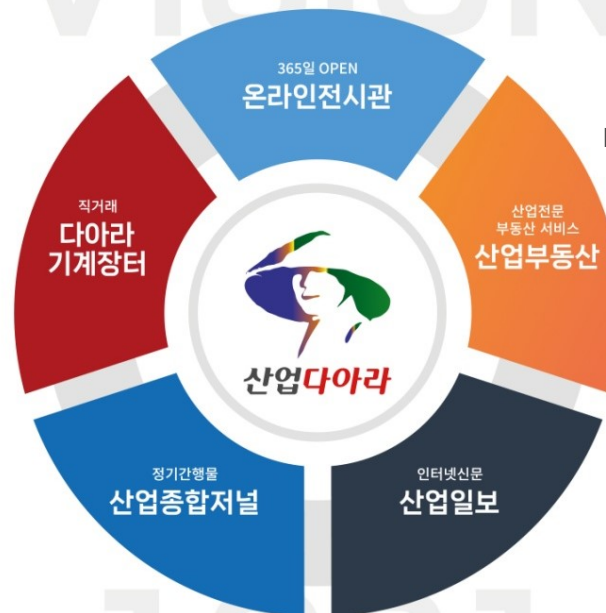 365일 OPEN
온라인전시관
직거래
다아라
기계장터
산업전문
부동산 서비스
산업부동산
산업다아라
정기간행물
산업종합저널
인터넷신문
산업일보